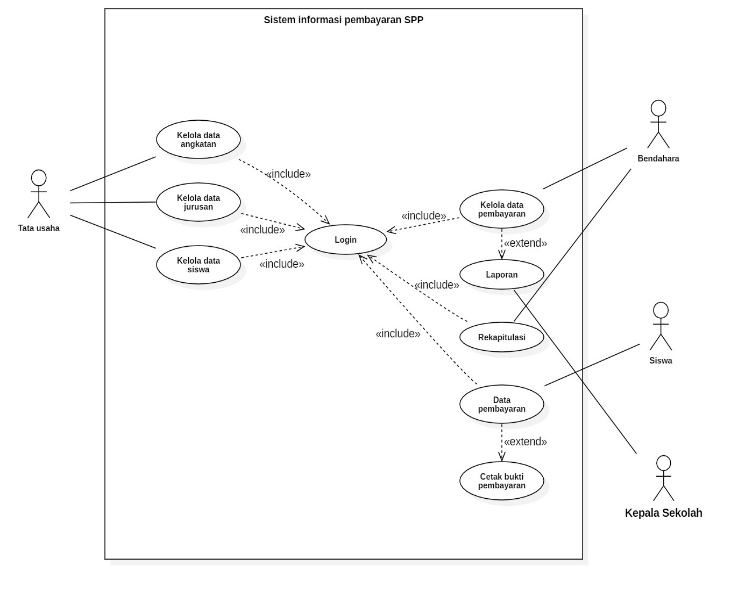 Sistem informasi pembayaran SPP
Kelola data
angkatan
«include»
Kelola data
jurusan
«include»
Kelola data
siswa
«include»
Tata usaha
Login
«include»
Kelola data
pembayaran
«extend»
Laporan
«include»
Rekapitulasi
«include»
Data
pembayaran
«extend»
Cetak bukti
pembayaran
Bendahara
Siswa
Kepala Sekolah